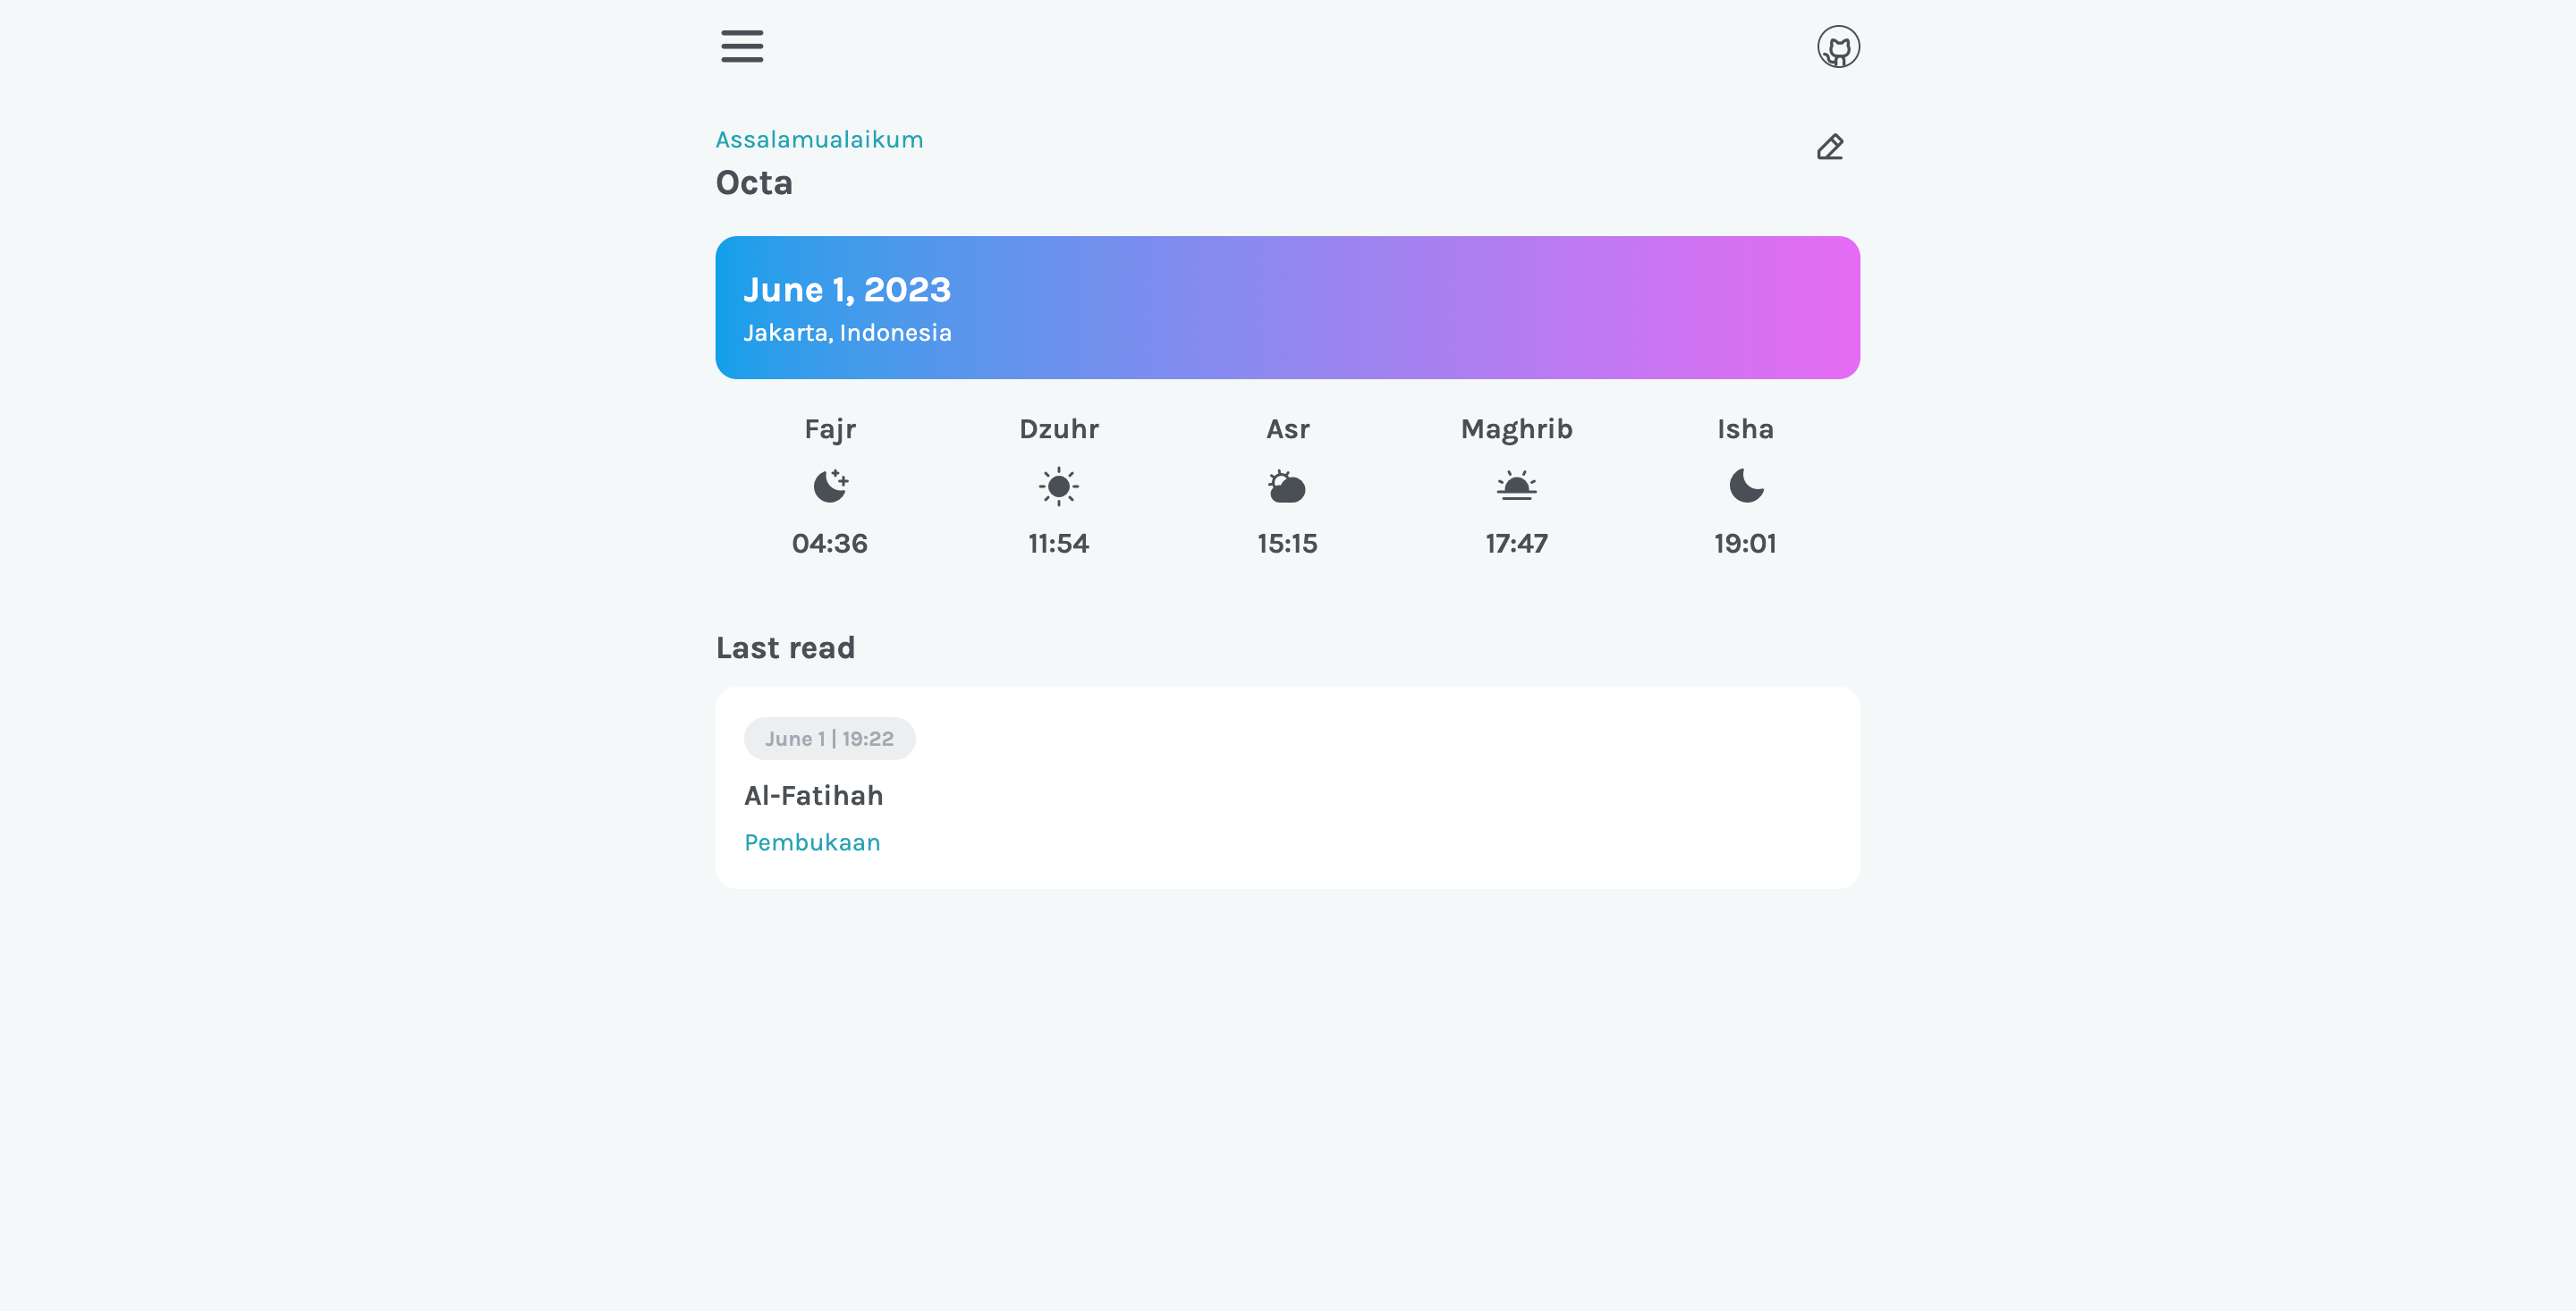 Assalamualaikum
Octa
June 1, 2023
Jakarta, Indonesia
Fajr Dzuhr Asr Maghrib Isha
04:36 11:54 15:15 17:47 19:01
Last read
June 1 | 19:22
Al-Fatihah
Pembukaan